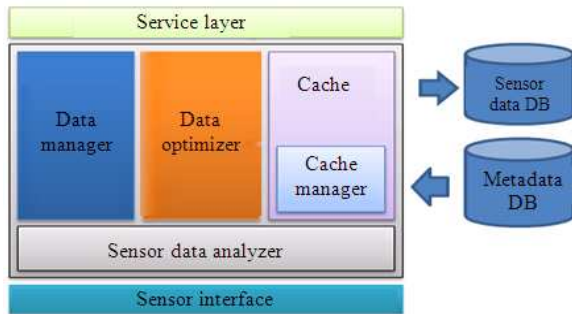 Service layer
Data
manager
Data
optimizer
Cache
Cache
manager
Sensor data analyzer
Sensor interface
Sensor
data DB
Metadata
DB